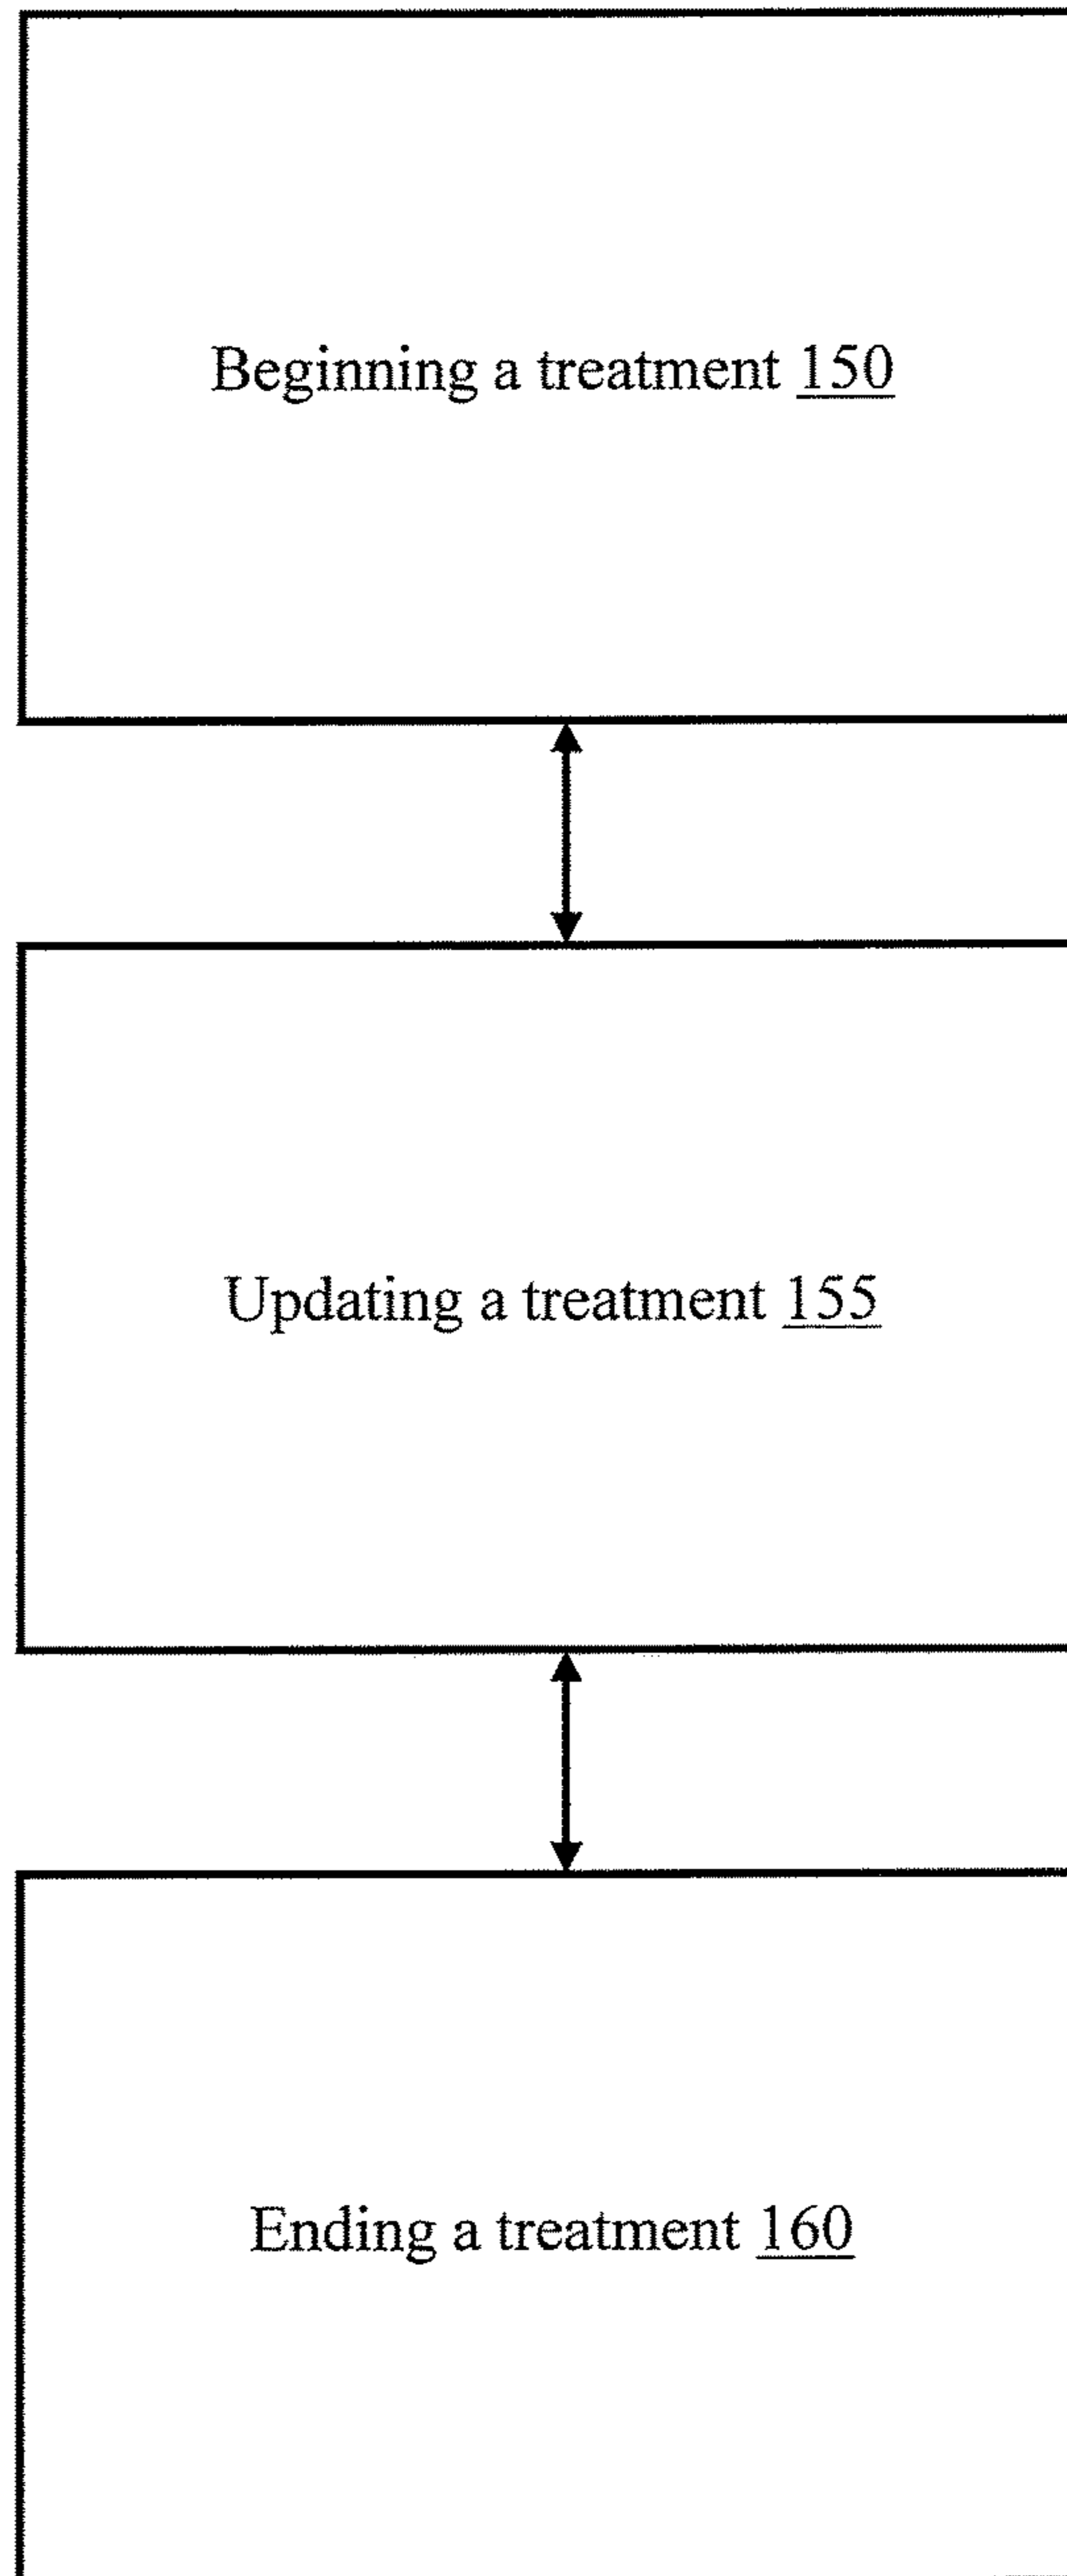 Beginning a treatment 150
Updating a treatment 155
Ending a treatment 160